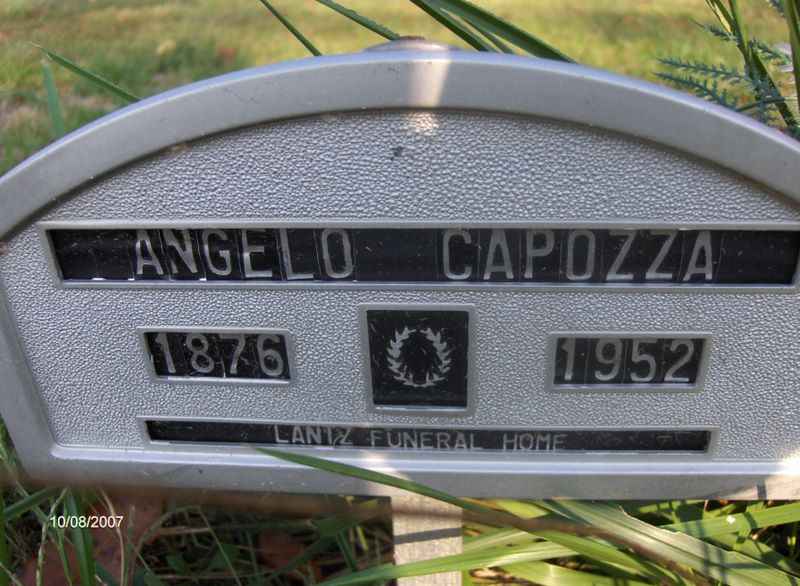 ANGELO CAPOZZA
1876 1952
LANTZ FUNERAL HOME
10/08/2007